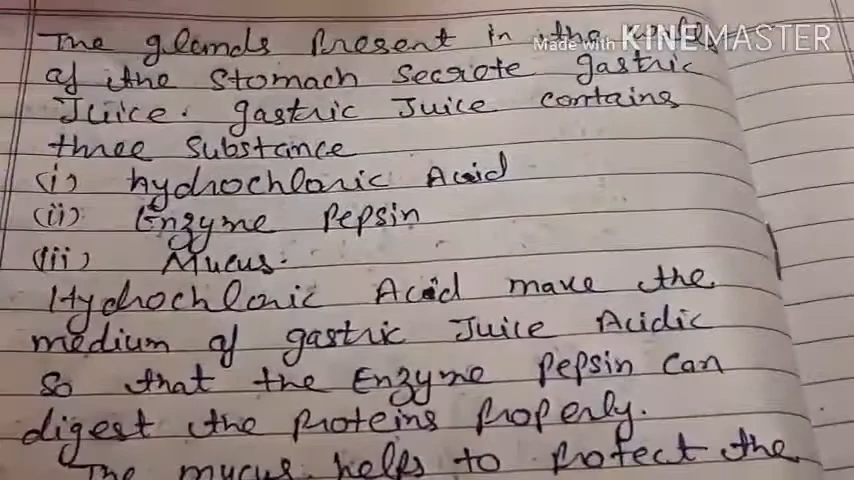 Made with KINEMASTER
The glands Present in the walls
of the stomach secrete gastric
Juice. gastric Juice contains
three substance
(i) hydrochloric Acid
(ii) Enzyme Pepsin
(iii) Mucus.
Hydrochloric Acid make the
medium of gastric Juice Acidic
so that the Enzyme Pepsin can
digest the Proteins Properly.
The mucus helps to Protect the